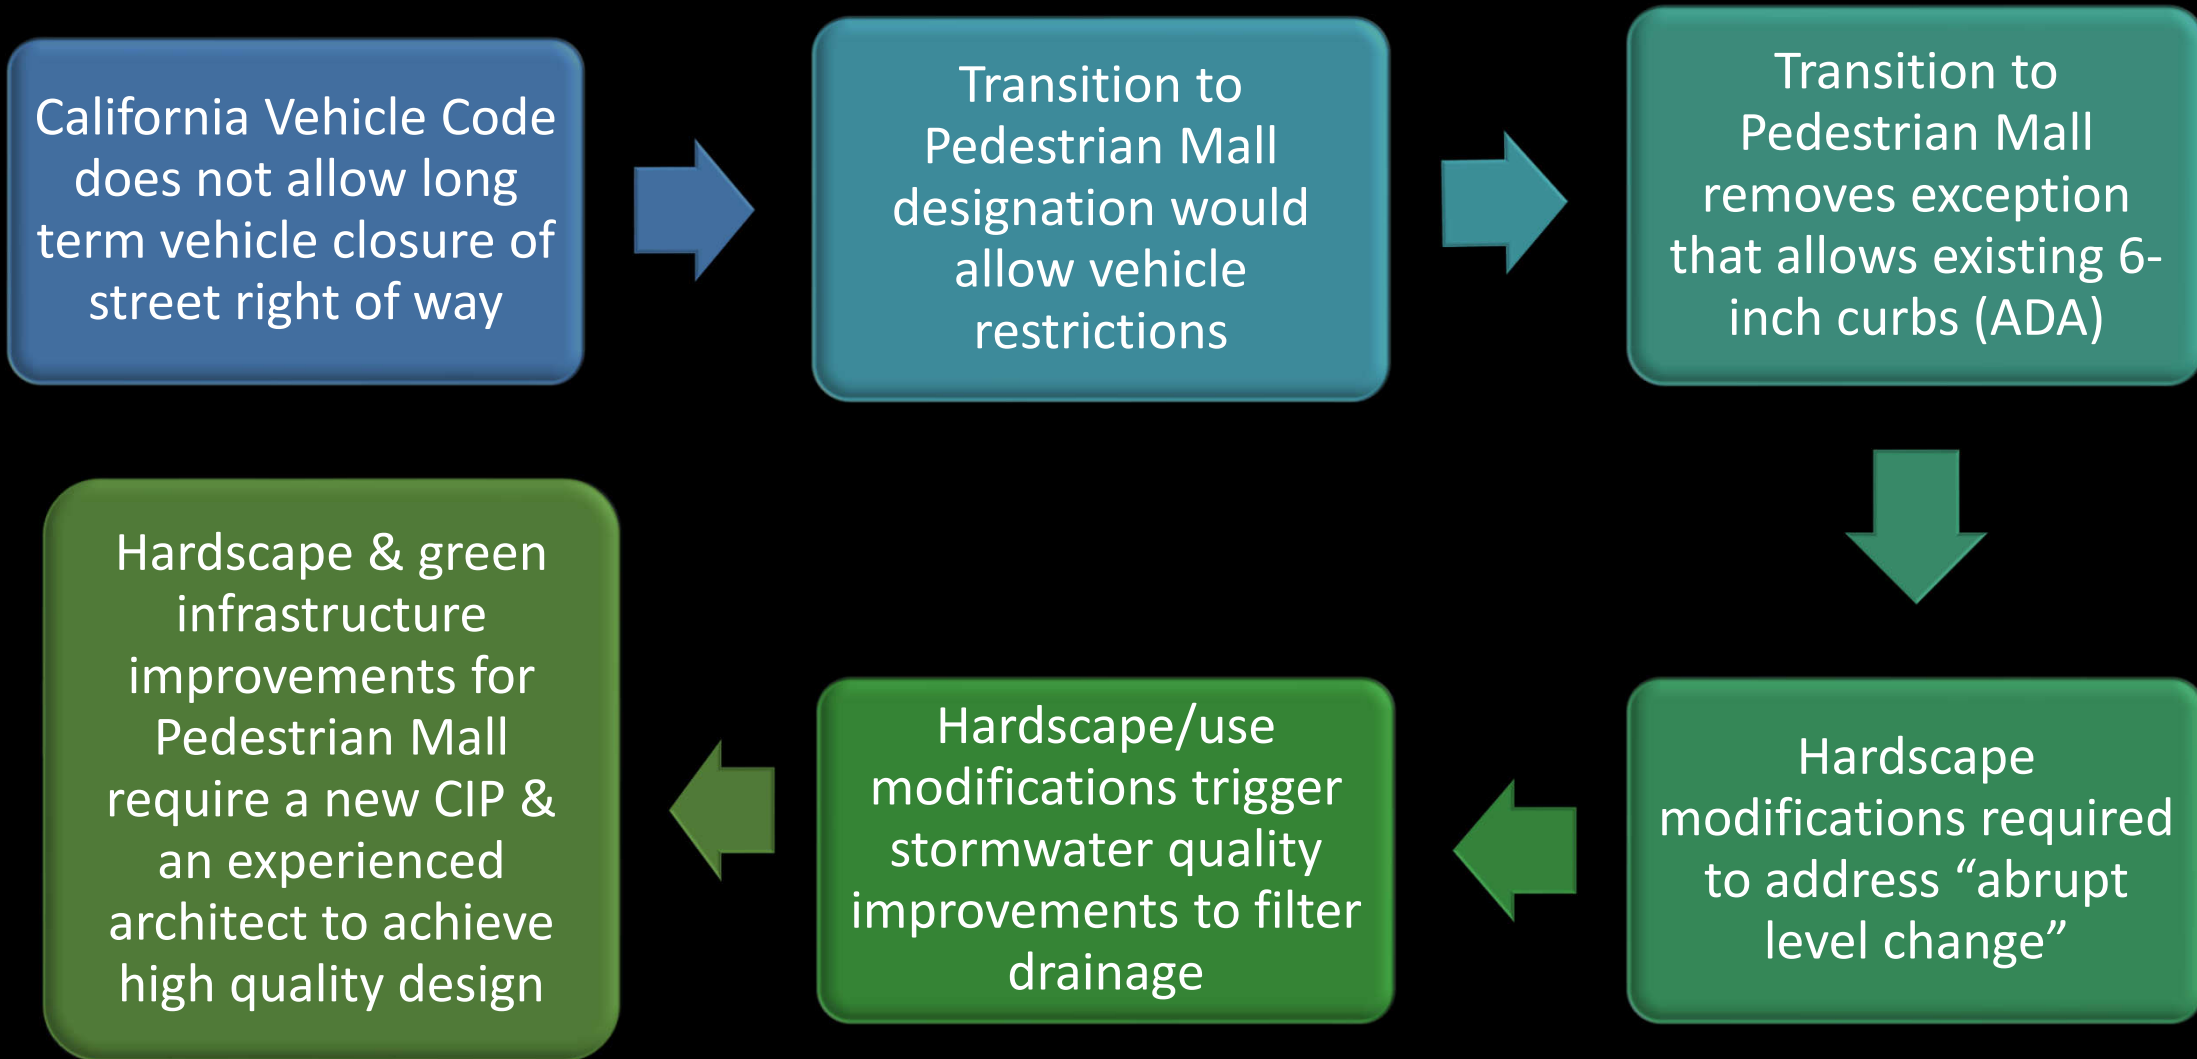 California Vehicle Code
does not allow long
term vehicle closure of
street right of way
Transition to
Pedestrian Mall
designation would
allow vehicle
restrictions
Transition to
Pedestrian Mall
removes exception
that allows existing 6-
inch curbs (ADA)
Hardscape
modifications required
to address “abrupt
level change”
Hardscape/use
modifications trigger
stormwater quality
improvements to filter
drainage
Hardscape & green
infrastructure
improvements for
Pedestrian Mall
require a new CIP &
an experienced
architect to achieve
high quality design